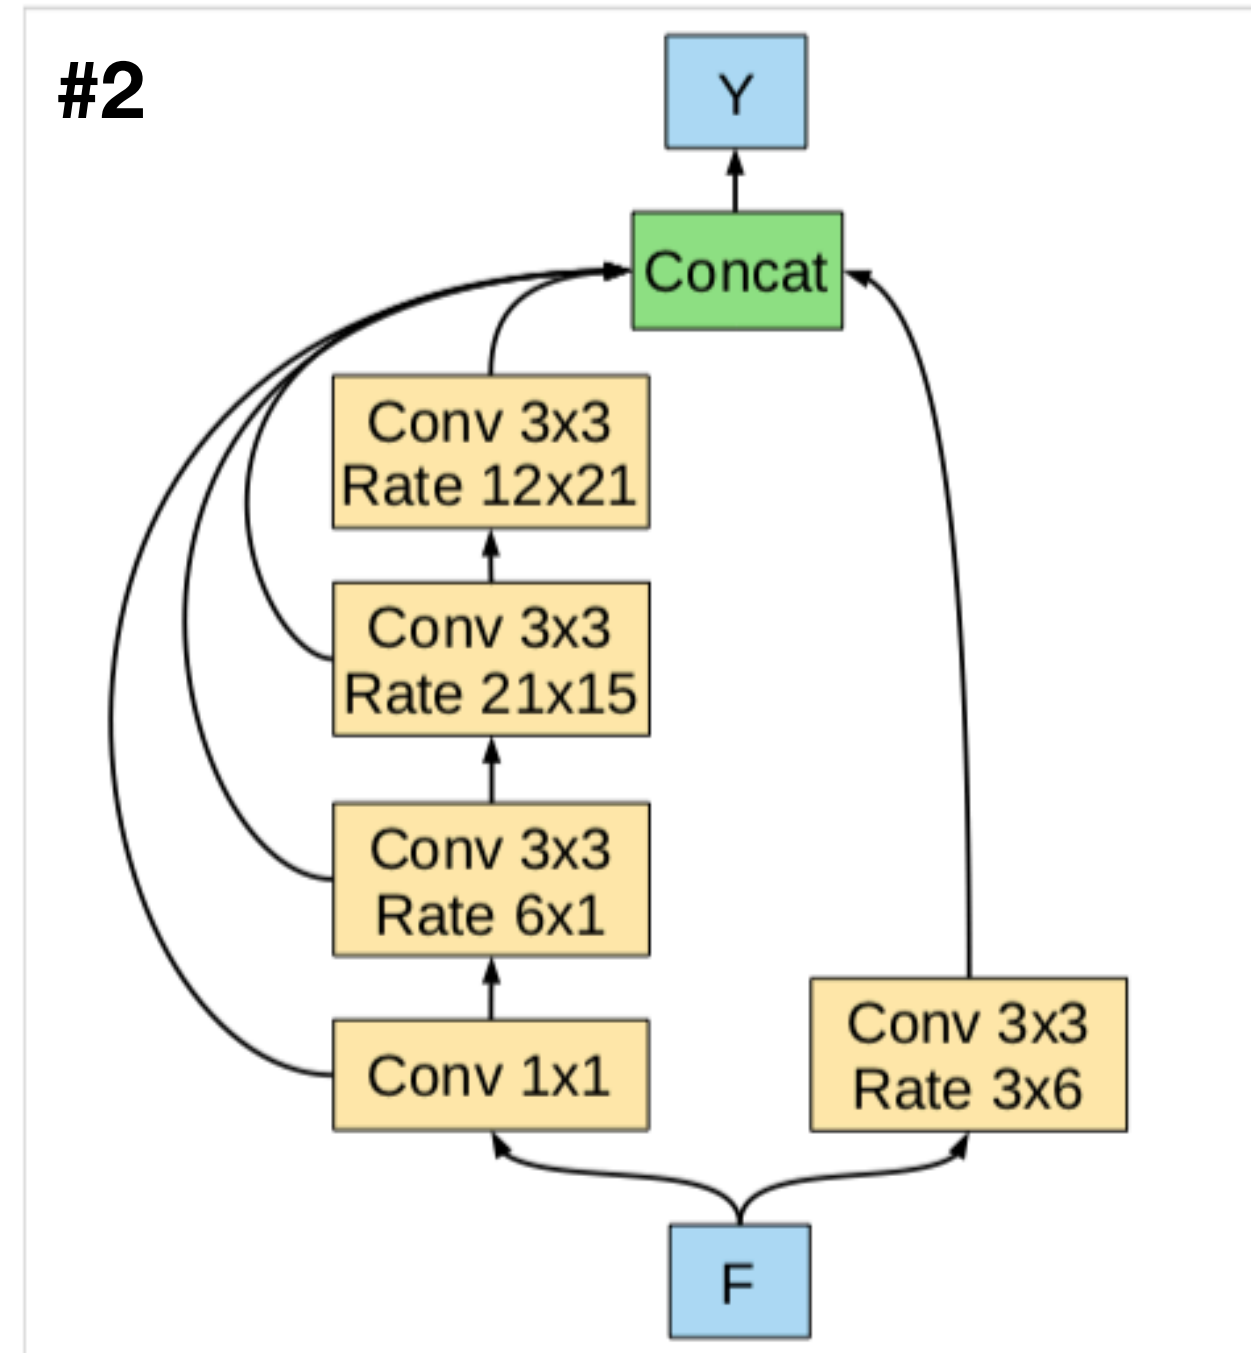 #2
Y
Concat
Conv 3x3
Rate 12x21
Conv 3x3
Rate 21x15
Conv 3x3
Rate 6x1
Conv 1x1
Conv 3x3
Rate 3x6
F